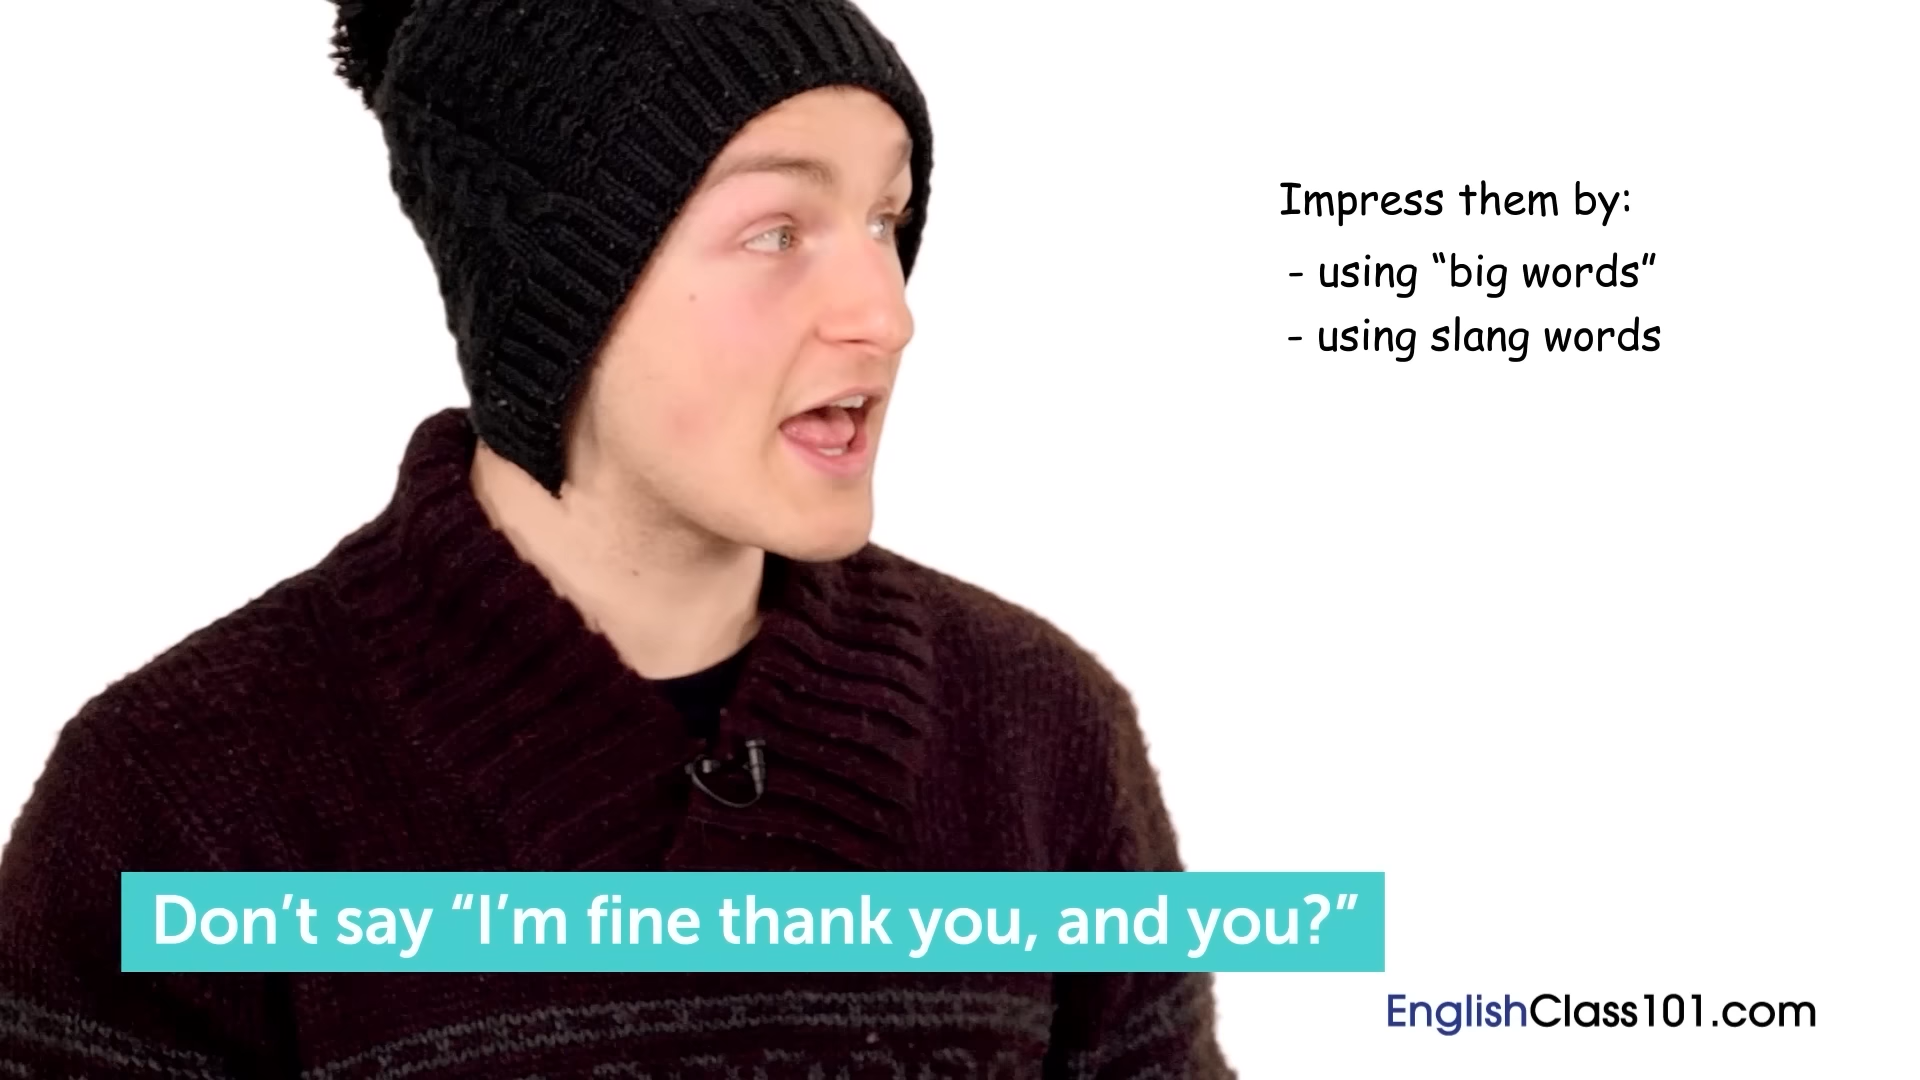 Impress them by:
- using “big words”
- using slang words
Don’t say “I’m fine thank you, and you?”
EnglishClass101.com